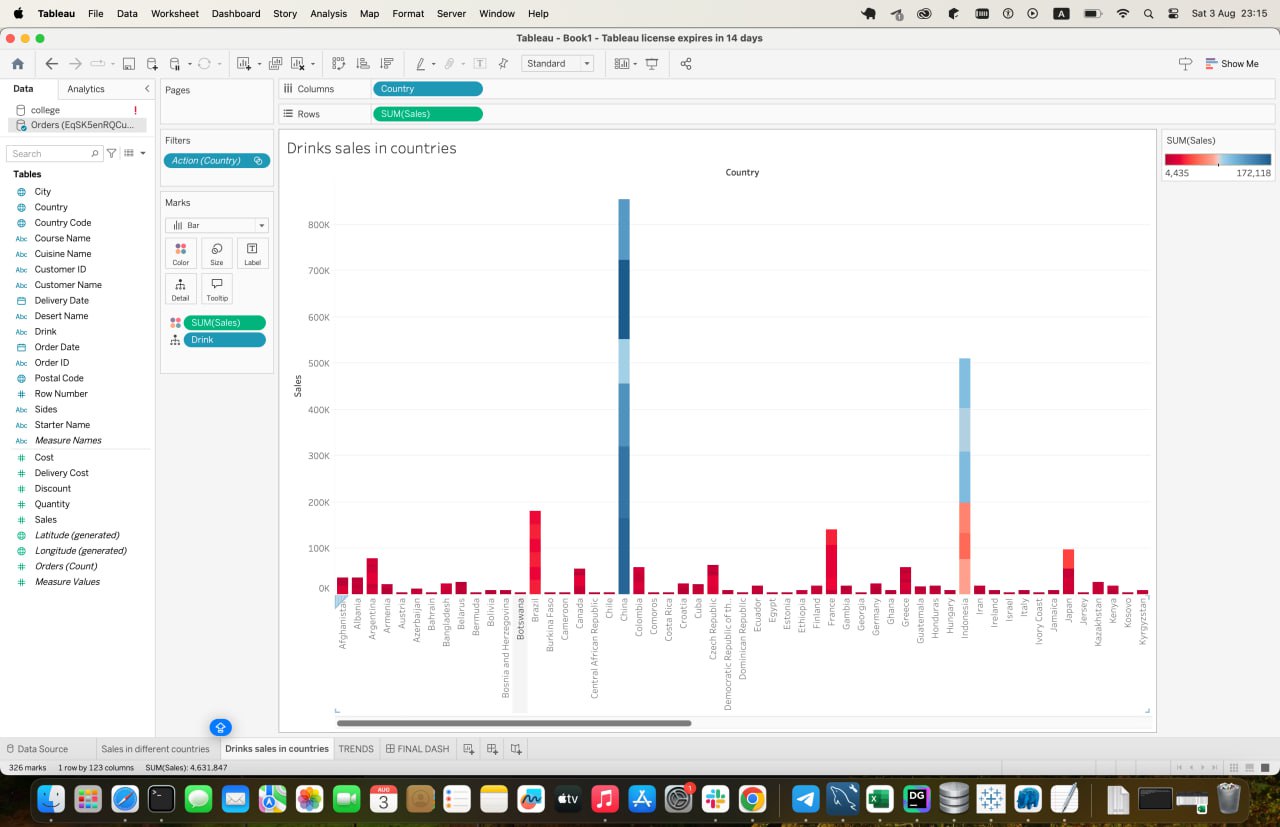 Tableau File Data Worksheet Dashboard Story Analysis Map Format Server Window Help
A
Sat 3 Aug 23:15
Tableau - Book1 - Tableau license expires in 14 days
Standard
Show Me
Data Analytics
college !
Orders (EqSK5enRQCu...
Search
Tables
City
Country
Country Code
Abc Course Name
Abc Cuisine Name
Abc Customer ID
Abc Customer Name
Delivery Date
Abc Desert Name
Abc Drink
Order Date
Abc Order ID
Postal Code
# Row Number
Abc Sides
Abc Starter Name
Abc Measure Names
# Cost
# Delivery Cost
# Discount
# Quantity
# Sales
Latitude (generated)
Longitude (generated)
# Orders (Count)
# Measure Values
Pages
Filters
Action (Country)
Marks
Bar
Color Size Label
Detail Tooltip
SUM(Sales)
Drink
Columns Country
Rows SUM(Sales)
Drinks sales in countries
Country
Sales
800K
700K
600K
500K
400K
300K
200K
100K
0K
Afghanistan
Albania
Argentina
Armenia
Austria
Azerbaijan
Bahrain
Bangladesh
Belarus
Bermuda
Bolivia
Bosnia and Herzegovina
Botswana
Brazil
Burkina Faso
Cameroon
Canada
Central African Republic
Chile
China
Colombia
Comoros
Costa Rica
Croatia
Cuba
Czech Republic
Democratic Republic of th..
Dominican Republic
Ecuador
Egypt
Estonia
Ethiopia
Finland
France
Gambia
Georgia
Germany
Ghana
Greece
Guatemala
Honduras
Hungary
Indonesia
Iran
Ireland
Israel
Italy
Ivory Coast
Jamaica
Japan
Jersey
Kazakhstan
Kenya
Kosovo
Kyrgyzstan
SUM(Sales)
4,435 172,118
Data Source Sales in different countries Drinks sales in countries TRENDS FINAL DASH
326 marks 1 row by 123 columns SUM(Sales): 4,631,847
AUG
3
tv
1
DG